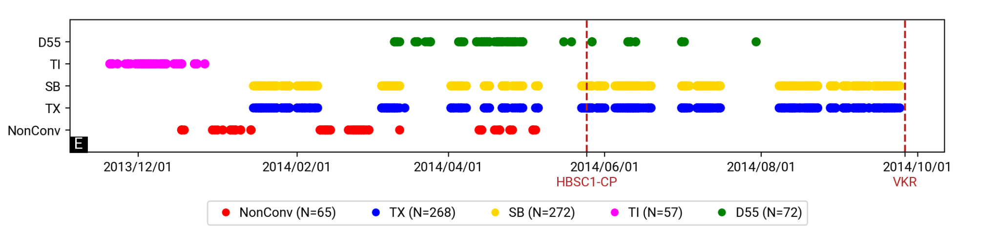 D55
TI
SB
TX
NonConv
E
2013/12/01 2014/02/01 2014/04/01 2014/06/01 2014/08/01 2014/10/01
HBSC1-CP VKR
NonConv (N=65) TX (N=268) SB (N=272) TI (N=57) D55 (N=72)